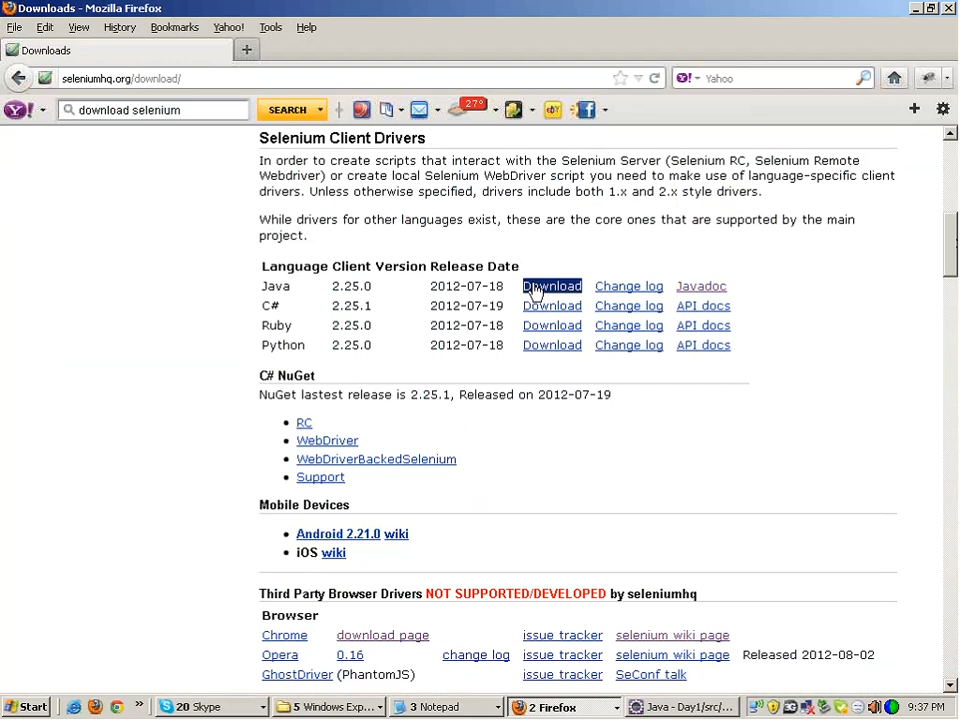 Downloads - Mozilla Firefox
File Edit View History Bookmarks Yahoo! Tools Help
Downloads
seleniumhq.org/download/
Yahoo
download selenium
SEARCH
27°
eBY
Selenium Client Drivers
In order to create scripts that interact with the Selenium Server (Selenium RC, Selenium Remote
Webdriver) or create local Selenium WebDriver script you need to make use of language-specific client
drivers. Unless otherwise specified, drivers include both 1.x and 2.x style drivers.
While drivers for other languages exist, these are the core ones that are supported by the main
project.
Language Client Version Release Date
Java 2.25.0 2012-07-18 Download Change log Javadoc
C# 2.25.1 2012-07-19 Download Change log API docs
Ruby 2.25.0 2012-07-18 Download Change log API docs
Python 2.25.0 2012-07-18 Download Change log API docs
C# NuGet
NuGet lastest release is 2.25.1, Released on 2012-07-19
RC
WebDriver
WebDriverBackedSelenium
Support
Mobile Devices
Android 2.21.0 wiki
iOS wiki
Third Party Browser Drivers NOT SUPPORTED/DEVELOPED by seleniumhq
Browser
Chrome download page issue tracker selenium wiki page
Opera 0.16 change log issue tracker selenium wiki page Released 2012-08-02
GhostDriver (PhantomJS) issue tracker SeConf talk
Start 20 Skype 5 Windows Exp... 3 Notepad 2 Firefox Java - Day1/src/... 9:37 PM